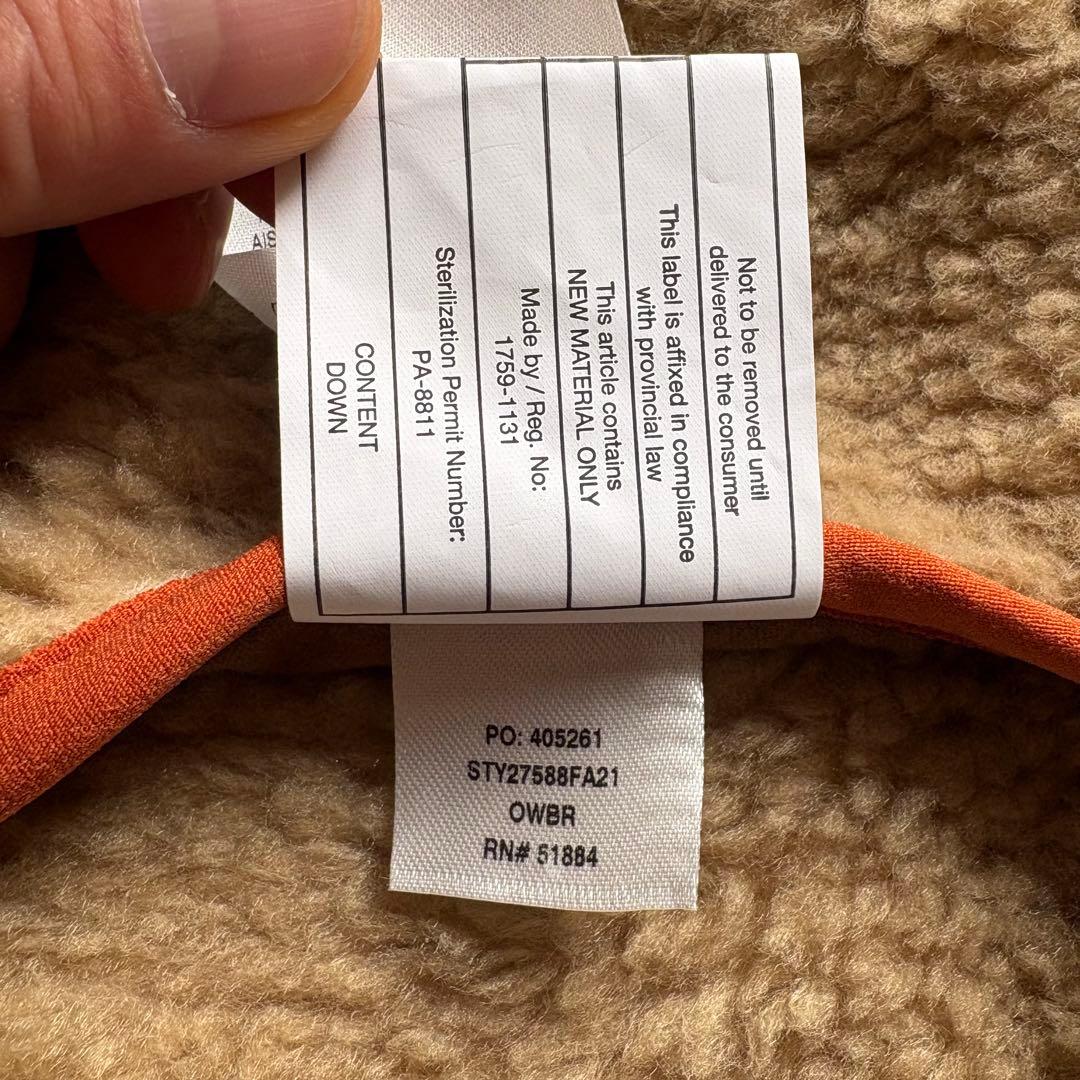 Not to be removed until
delivered to the consumer
This label is affixed in compliance
with provincial law
This article contains
NEW MATERIAL ONLY
Made by / Reg. No:
1759-1131
Sterilization Permit Number:
PA-8811
CONTENT
DOWN
PO: 405261
STY27588FA21
OWBR
RN# 51884